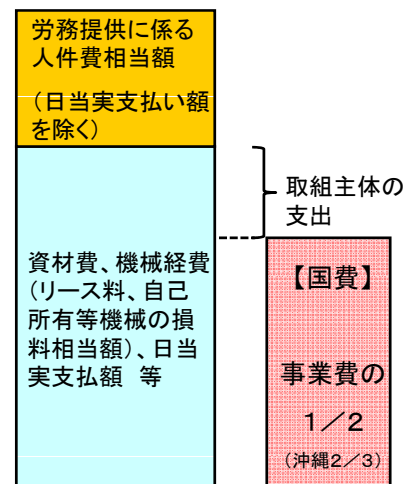 労務提供に係る
人件費相当額
（日当実支払い額
を除く）
取組主体の
支出
資材費、機械経費
（リース料、自己
所有等機械の損
料相当額）、日当
実支払額　等
【国費】
事業費の
１／２
（沖縄２／３）